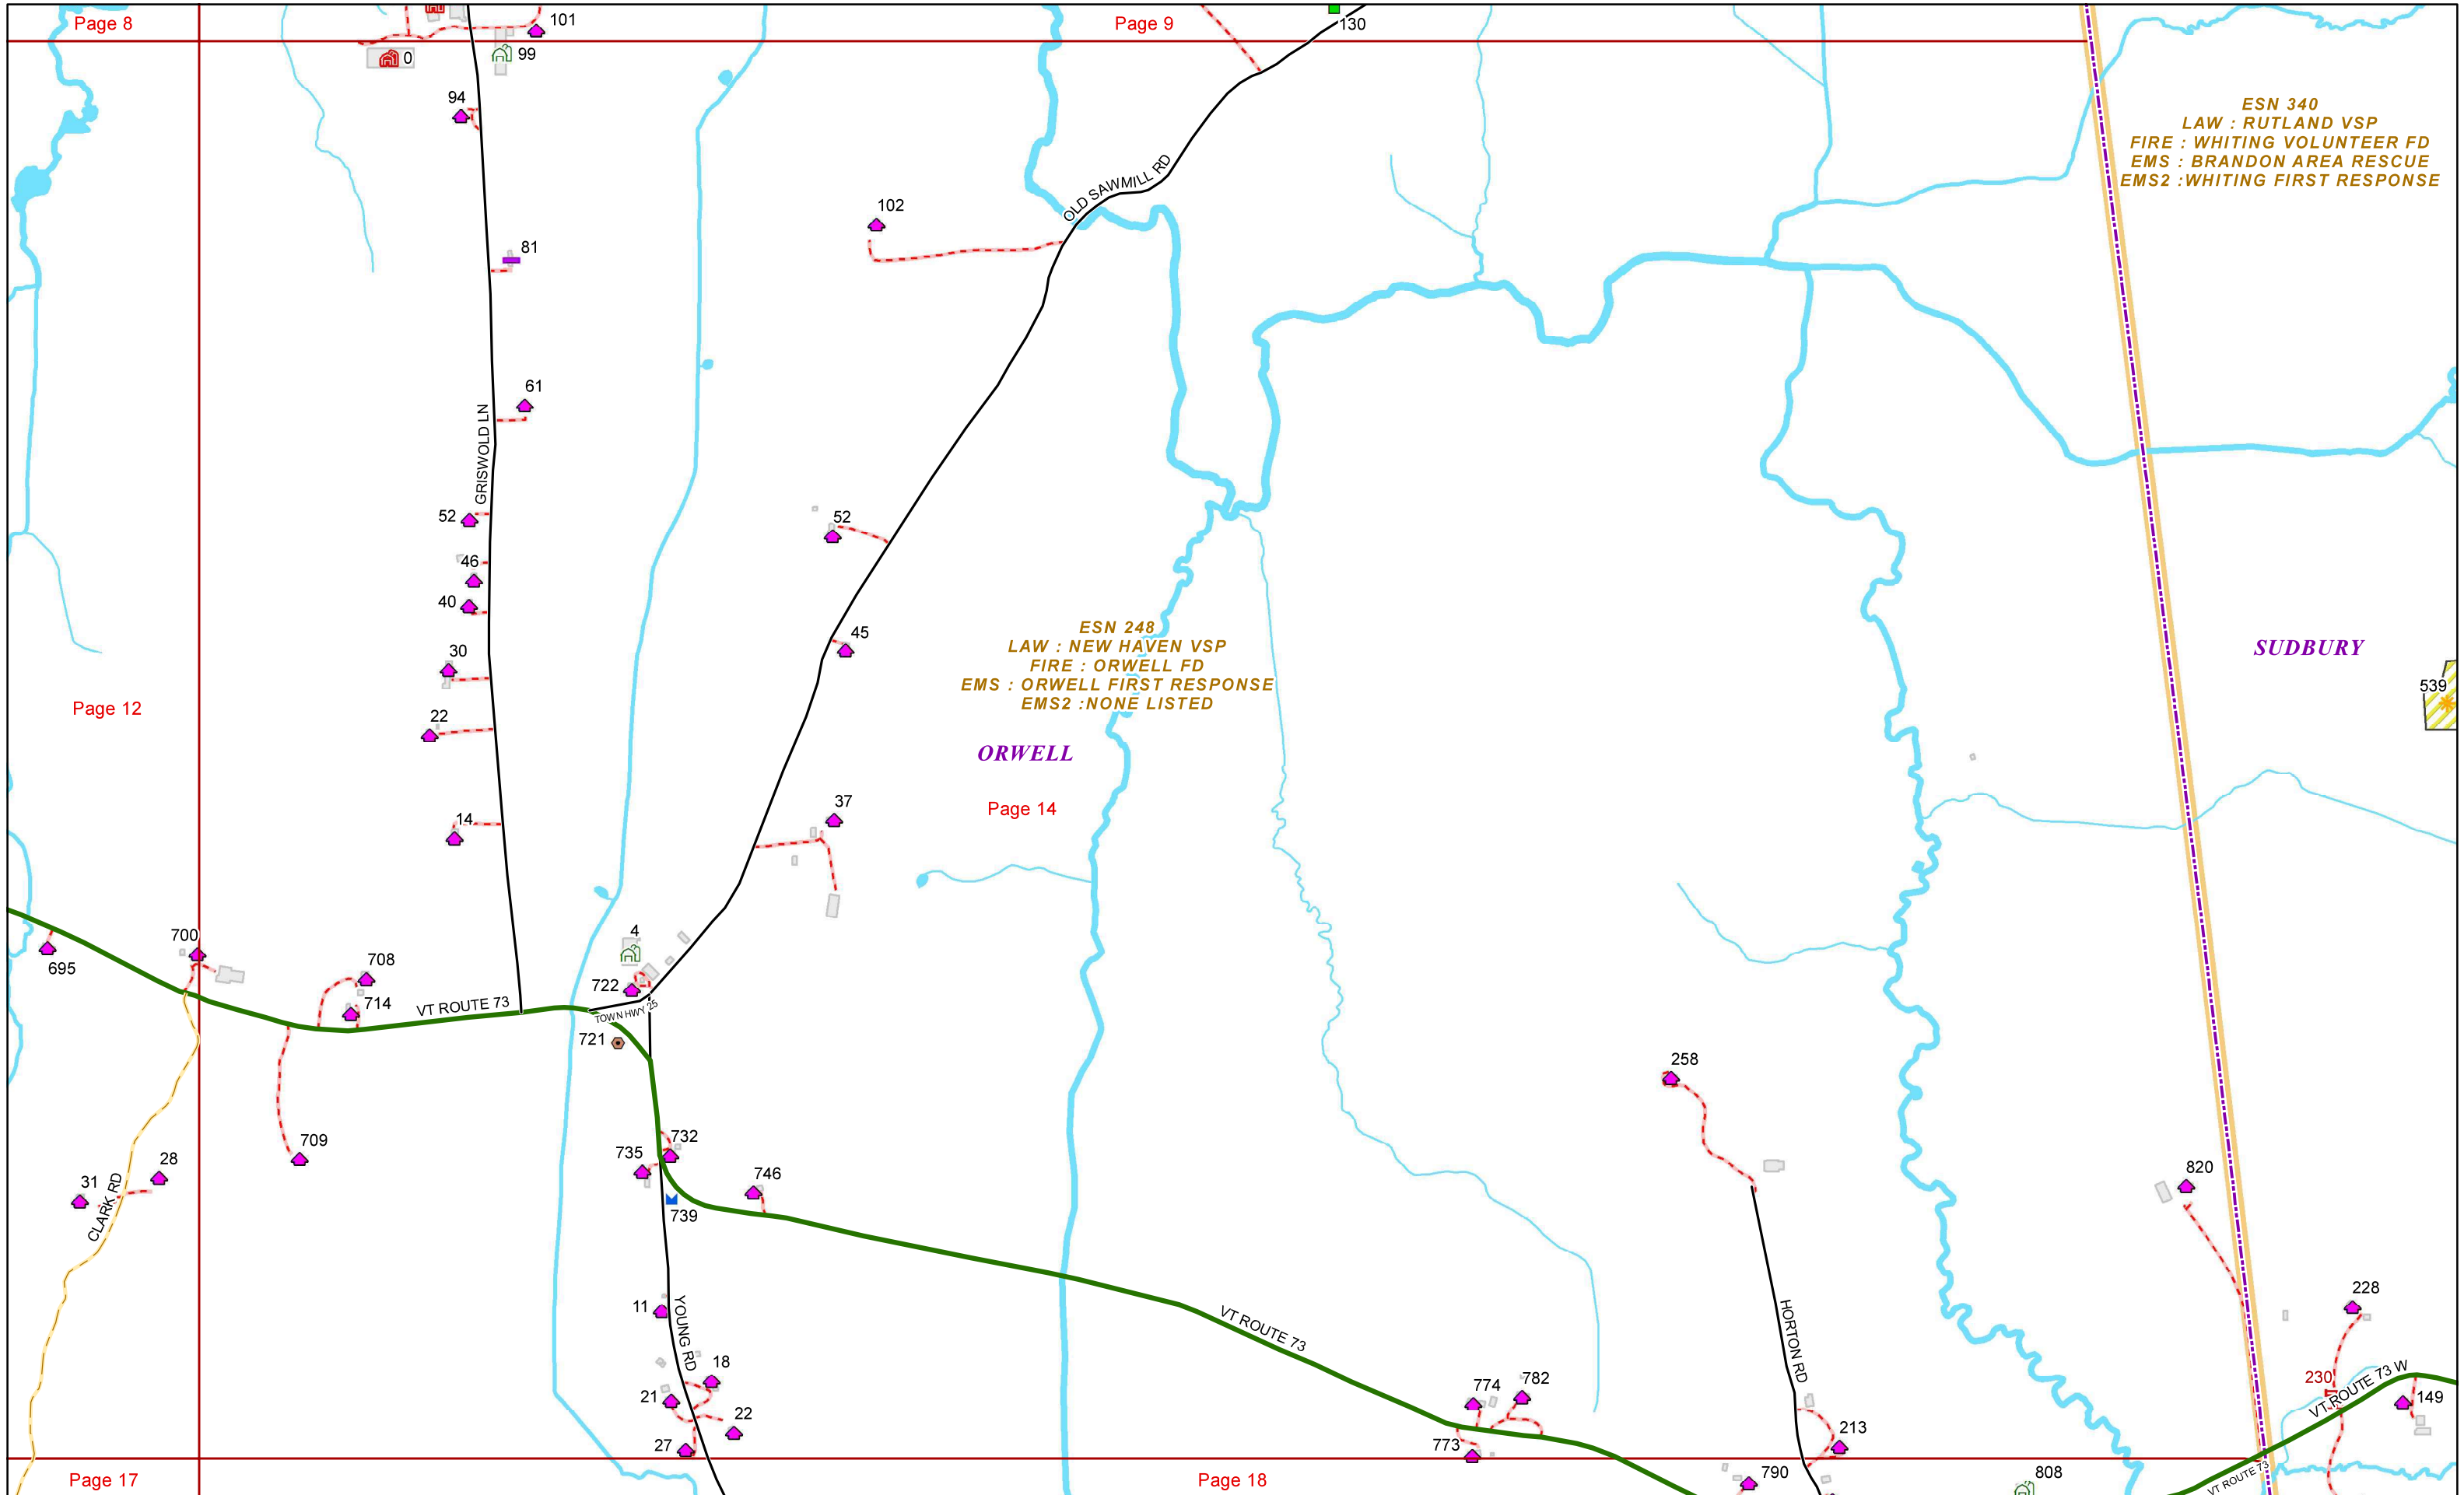 Page 8
101
Page 9
130
0
99
94
ESN 340
LAW : RUTLAND VSP
FIRE : WHITING VOLUNTEER FD
EMS : BRANDON AREA RESCUE
EMS2 :WHITING FIRST RESPONSE
OLD SAWMILL RD
102
81
61
GRISWOLD LN
52
52
46
40
45
30
ESN 248
LAW : NEW HAVEN VSP
FIRE : ORWELL FD
EMS : ORWELL FIRST RESPONSE
EMS2 :NONE LISTED
SUDBURY
539
Page 12
22
ORWELL
37
Page 14
14
700
695
708
714
4
722
VT ROUTE 73
TOWN HWY 25
721
258
709
732
735
746
739
31
28
CLARK RD
820
228
11
YOUNG RD
VT ROUTE 73
HORTON RD
18
21
22
27
774
782
773
213
230
VT ROUTE 73 W
149
Page 17
Page 18
790
808
VT ROUTE 73